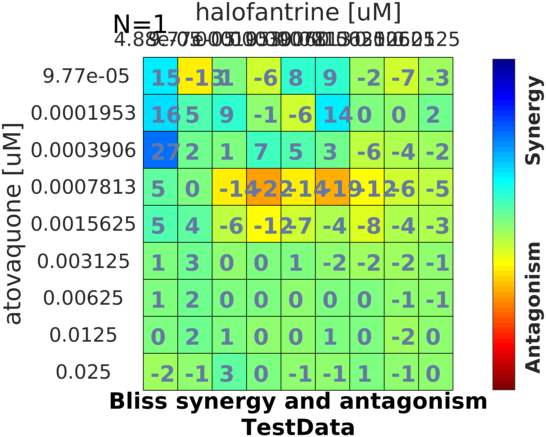 halofantrine [uM]
N=1
9.77e-05 15 -13 1 -6 8 9 -2 -7 -3
0.0001953 16 5 9 -1 -6 14 0 0 2
0.0003906 27 2 1 7 5 3 -6 -4 -2
0.0007813 5 0 -14 -22 -14 -19 -12 -6 -5
0.0015625 5 4 -6 -12 -7 -4 -8 -4 -3
0.003125 1 3 0 0 1 -2 -2 -2 -1
0.00625 1 2 0 0 0 0 0 -1 -1
0.0125 0 2 1 0 0 1 0 -2 0
0.025 -2 -1 3 0 -1 -1 1 -1 0
atovaquone [uM]
Synergy
Antagonism
Bliss synergy and antagonism
TestData